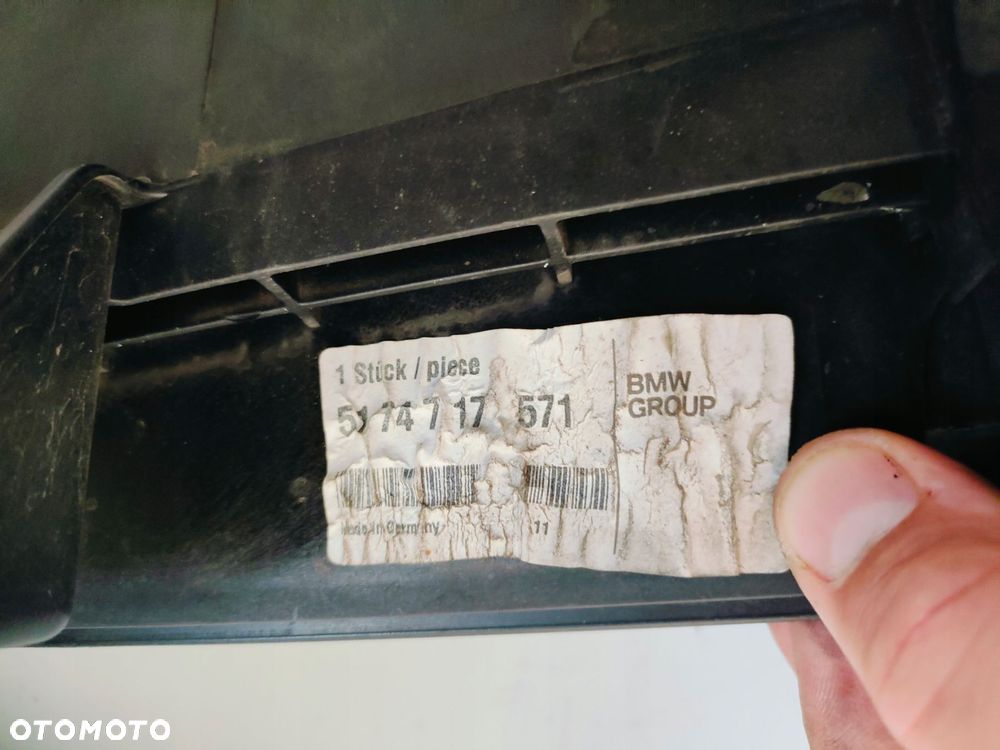 1 Stück / piece
51 74 7 17 571
BMW
GROUP
Made in Germany 11
OTOMOTO